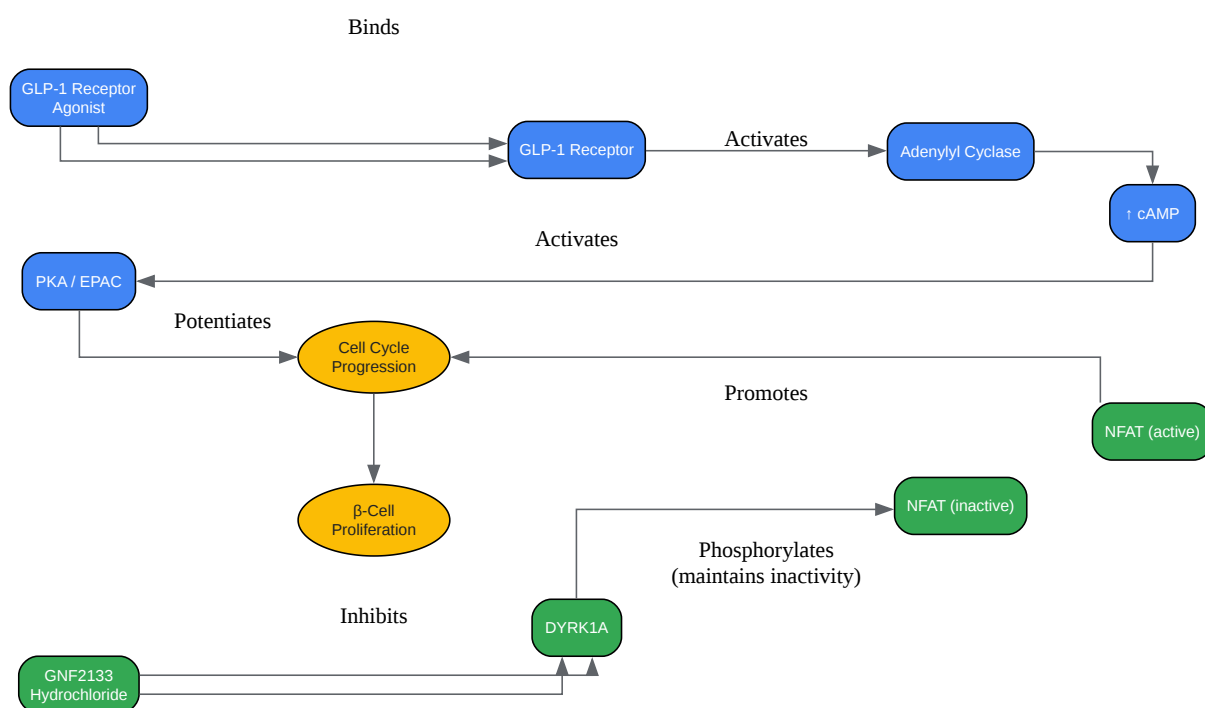 Binds
GLP-1 Receptor
Agonist
GLP-1 Receptor
Activates
Adenylyl Cyclase
↑ cAMP
Activates
PKA / EPAC
Potentiates
Cell Cycle
Progression
Promotes
NFAT (active)
NFAT (inactive)
β-Cell
Proliferation
Phosphorylates
(maintains inactivity)
Inhibits
DYRK1A
GNF2133
Hydrochloride